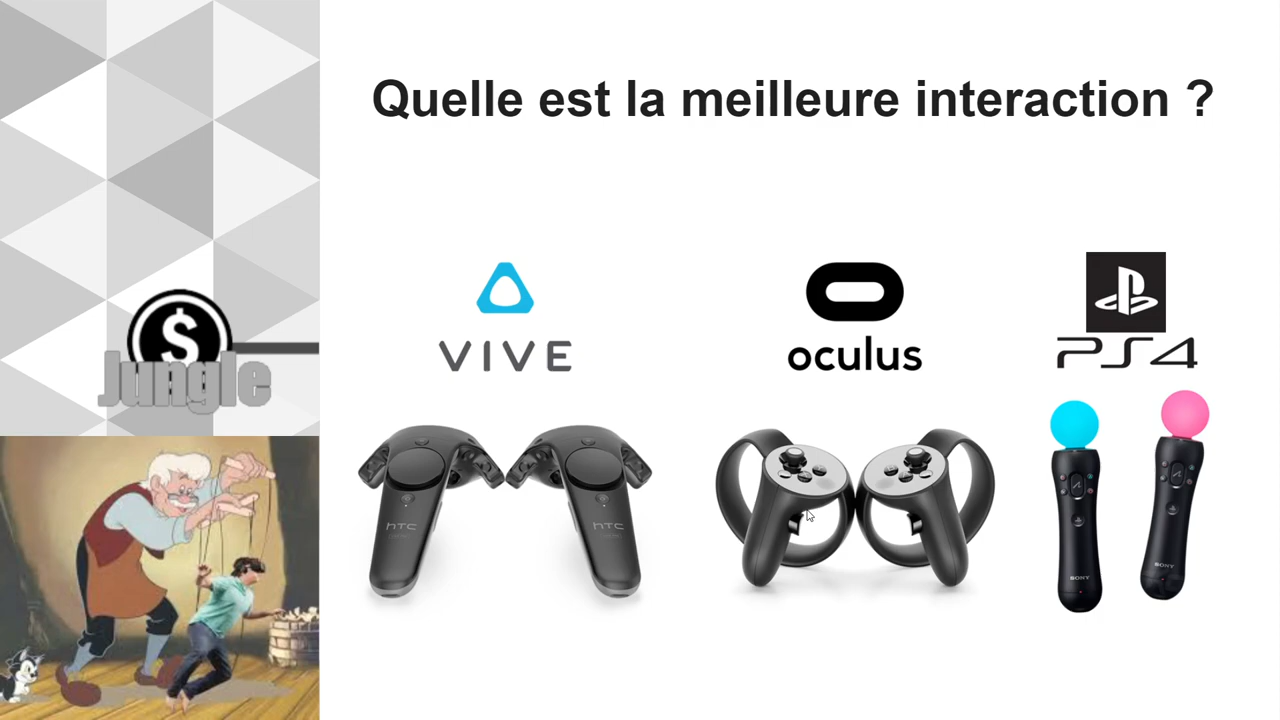 Quelle est la meilleure interaction ?
VIVE
oculus
PS4
$
Jungle
hTC
hTC
SONY
SONY